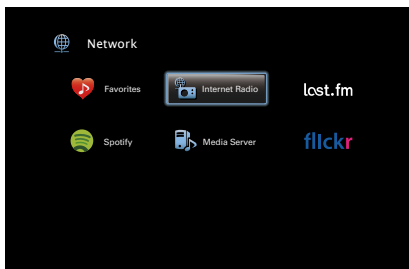 Network
Favorites
Internet Radio
last.fm
Spotify
Media Server
flickr